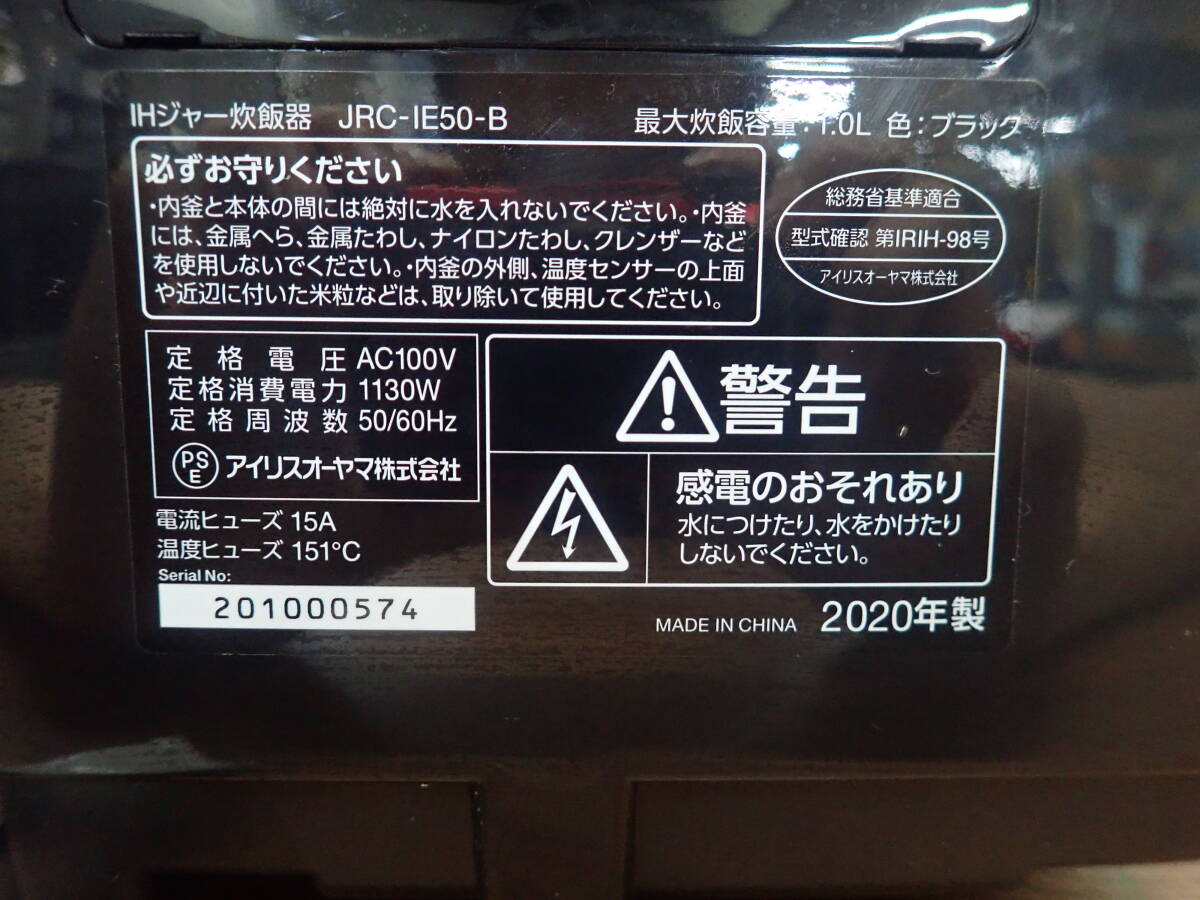 IHジャー炊飯器 JRC-IE50-B 最大炊飯容量:1.0L 色:ブラック
必ずお守りください
・内釜と本体の間には絶対に水を入れないでください。・内釜
には、金属へら、金属たわし、ナイロンたわし、クレンザーなど
を使用しないでください。・内釜の外側、温度センサーの上面
や近辺に付いた米粒などは、取り除いて使用してください。
総務省基準適合
型式確認 第IRIH-98号
アイリスオーヤマ株式会社
定格電圧 AC100V
定格消費電力 1130W
定格周波数 50/60Hz
PSE アイリスオーヤマ株式会社
電流ヒューズ 15A
温度ヒューズ 151℃
Serial No:
201000574
警告
感電のおそれあり
水につけたり、水をかけたり
しないでください。
MADE IN CHINA 2020年製